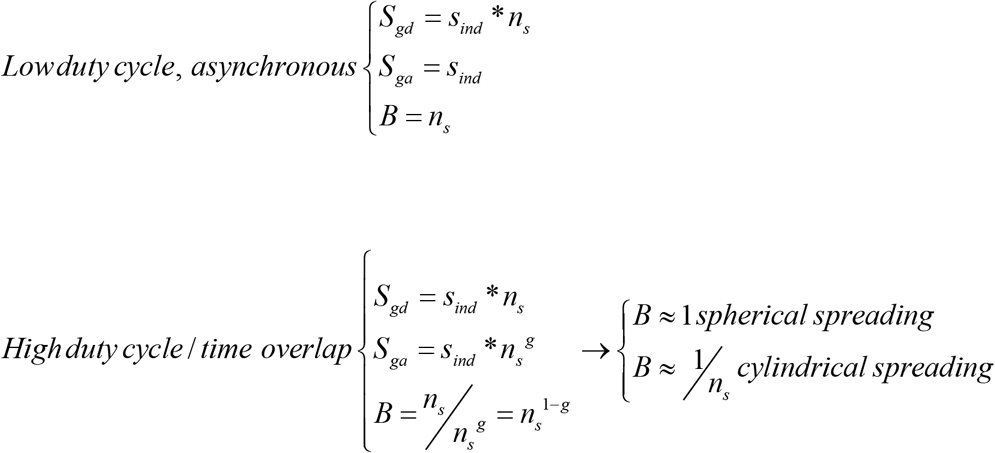 S_gd = s_ind * n_s
Low duty cycle, asynchronous { S_ga = s_ind
B = n_s
S_gd = s_ind * n_s
High duty cycle / time overlap { S_ga = s_ind * n_s^g → { B ≈ 1 spherical spreading
B = n_s / n_s^g = n_s^(1−g) B ≈ 1/n_s cylindrical spreading